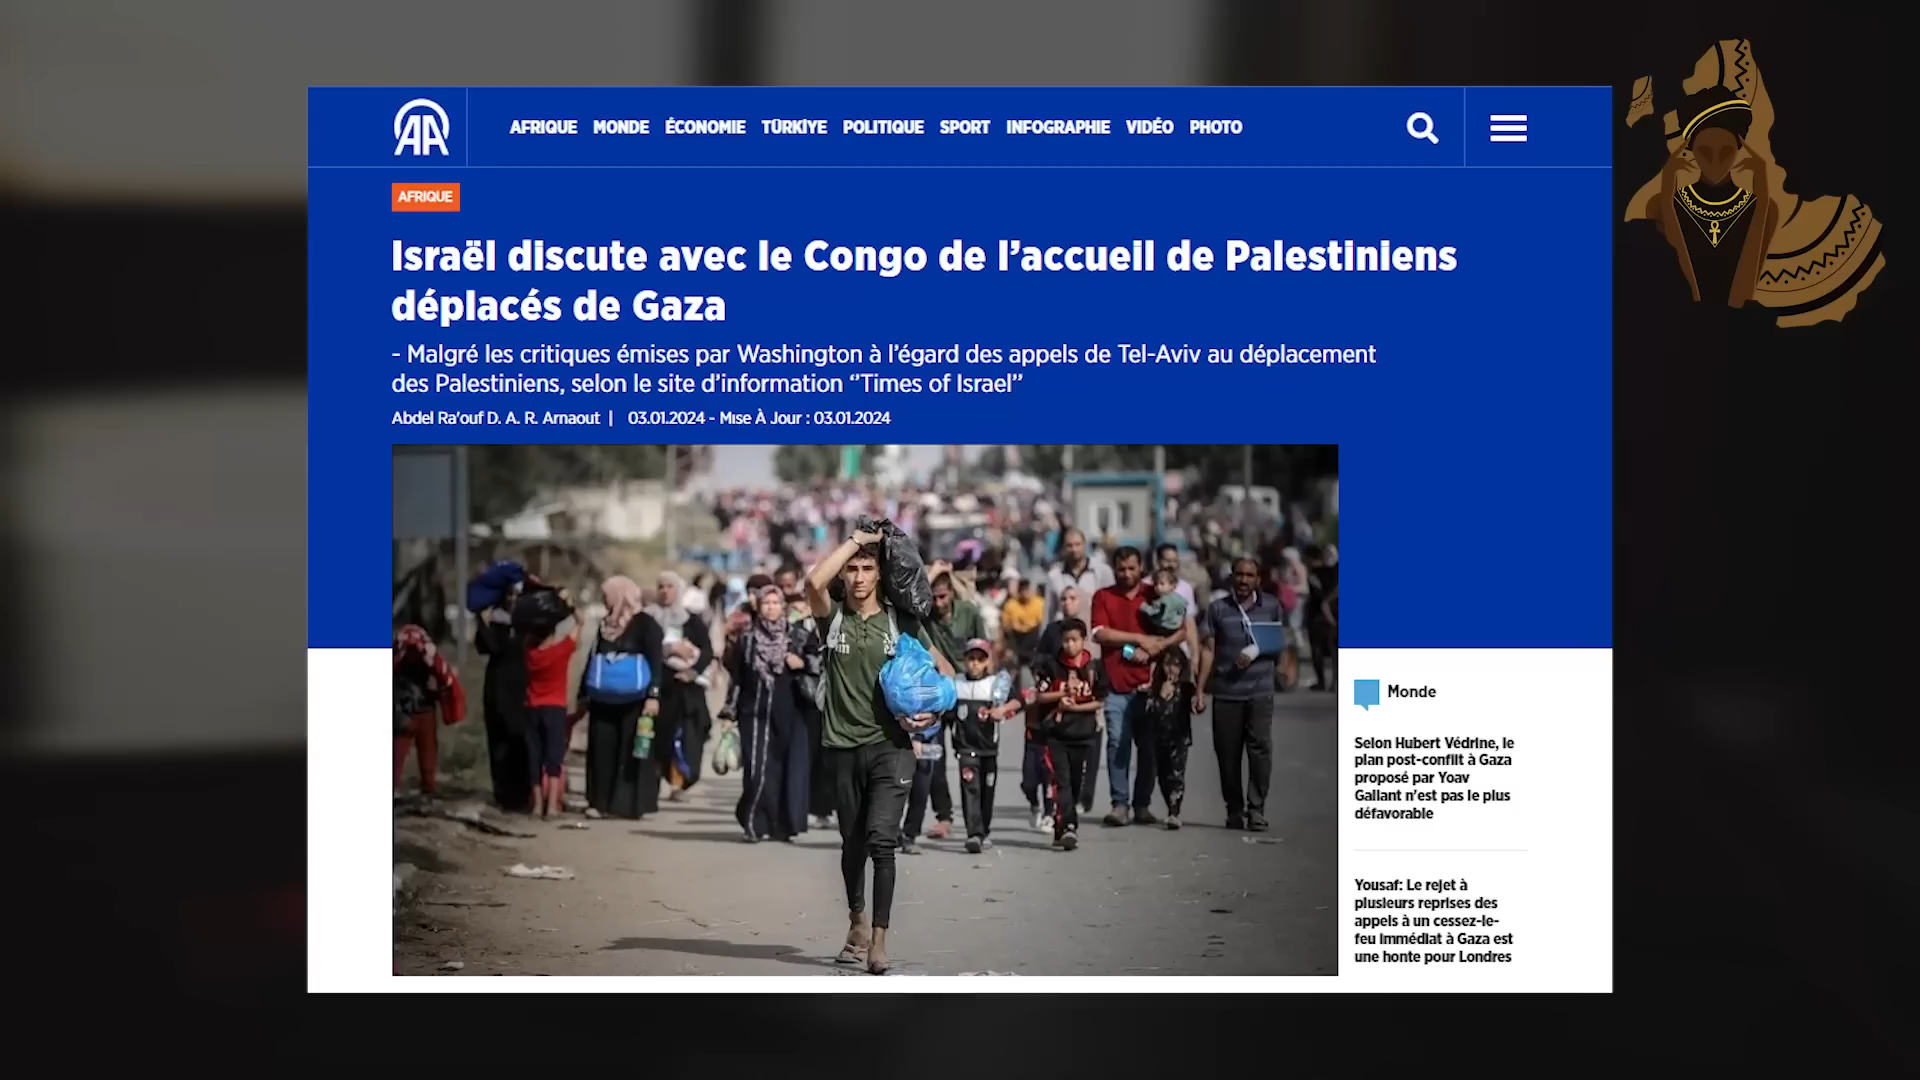 AA
AFRIQUE MONDE ÉCONOMIE TÜRKİYE POLITIQUE SPORT INFOGRAPHIE VIDÉO PHOTO
AFRIQUE
Israël discute avec le Congo de l’accueil de Palestiniens
déplacés de Gaza
- Malgré les critiques émises par Washington à l’égard des appels de Tel-Aviv au déplacement
des Palestiniens, selon le site d’information ‘’Times of Israel’’
Abdel Ra'ouf D. A. R. Arnaout | 03.01.2024 - Mıse À Jour : 03.01.2024
Monde
Selon Hubert Védrine, le
plan post-conflit à Gaza
proposé par Yoav
Gallant n'est pas le plus
défavorable
Yousaf: Le rejet à
plusieurs reprises des
appels à un cessez-le-
feu immédiat à Gaza est
une honte pour Londres